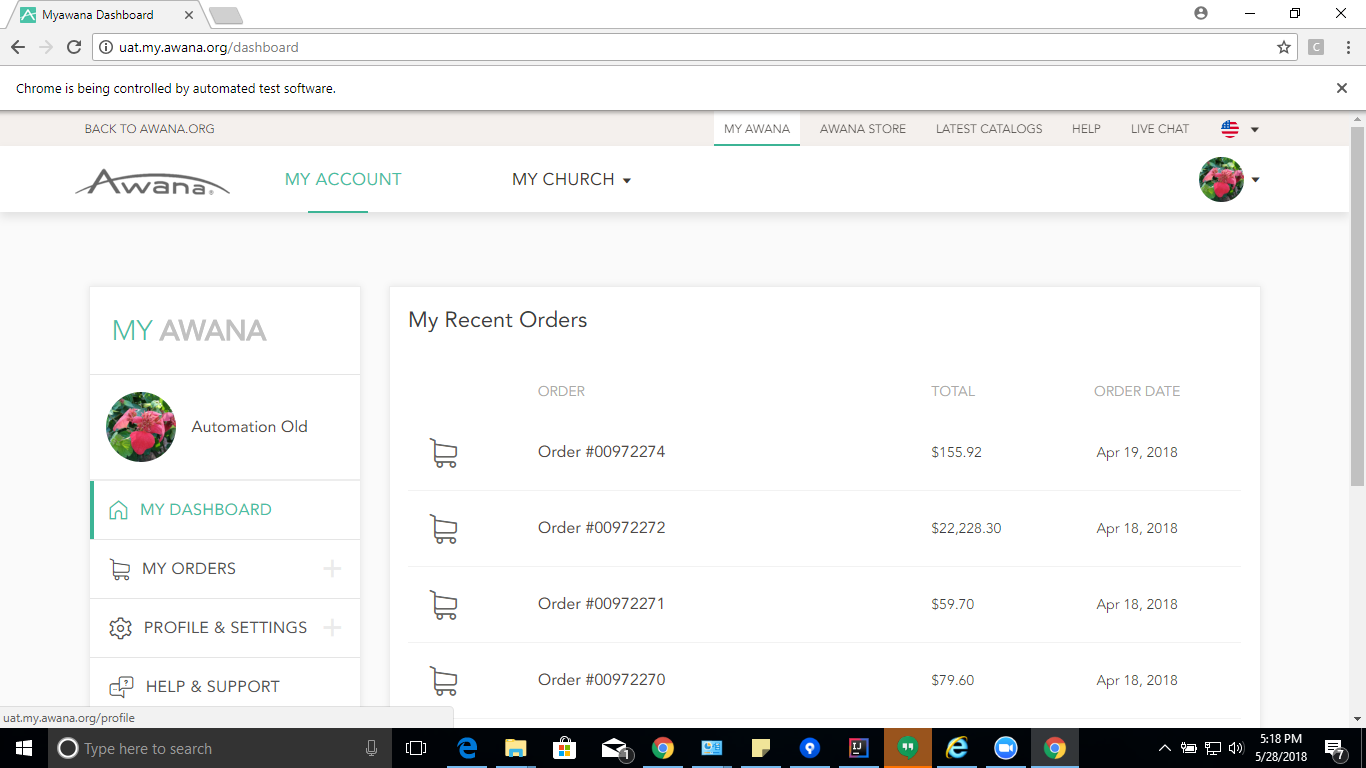 Myawana Dashboard
uat.my.awana.org/dashboard
C
Chrome is being controlled by automated test software.
BACK TO AWANA.ORG MY AWANA AWANA STORE LATEST CATALOGS HELP LIVE CHAT
Awana® MY ACCOUNT MY CHURCH
MY AWANA
Automation Old
MY DASHBOARD
MY ORDERS
PROFILE & SETTINGS
HELP & SUPPORT
My Recent Orders
ORDER TOTAL ORDER DATE
Order #00972274 $155.92 Apr 19, 2018
Order #00972272 $22,228.30 Apr 18, 2018
Order #00972271 $59.70 Apr 18, 2018
Order #00972270 $79.60 Apr 18, 2018
uat.my.awana.org/profile
Type here to search 1 IJ 5:18 PM
5/28/2018 7